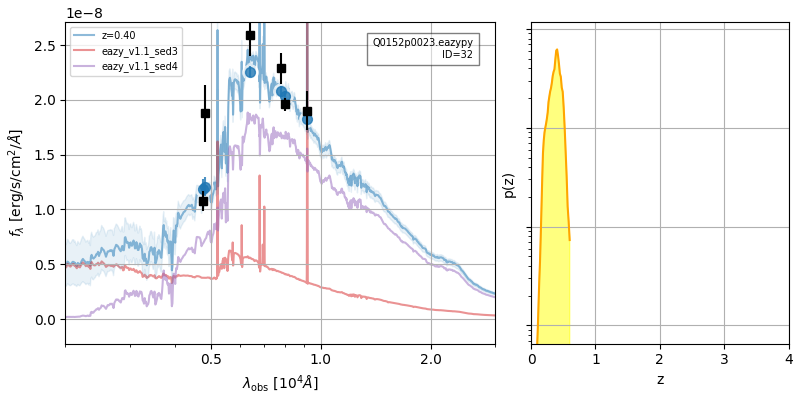 1e−8
z=0.40
eazy_v1.1_sed3
eazy_v1.1_sed4
Q0152p0023.eazypy
ID=32
2.5
2.0
1.5
1.0
0.5
0.0
fλ [erg/s/cm²/Å]
0.5
1.0
2.0
λobs [10⁴Å]
p(z)
0
1
2
3
4
z